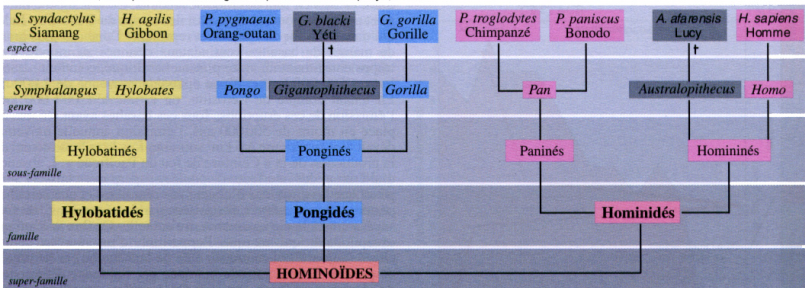 S. syndactylus
Siamang
H. agilis
Gibbon
P. pygmaeus
Orang-outan
G. blacki
Yéti
G. gorilla
Gorille
P. troglodytes
Chimpanzé
P. paniscus
Bonodo
A. afarensis
Lucy
H. sapiens
Homme
espèce
†
†
Symphalangus
Hylobates
Pongo
Gigantophithecus
Gorilla
Pan
Australopithecus
Homo
genre
Hylobatinés
Ponginés
Paninés
Homininés
sous-famille
Hylobatidés
Pongidés
Hominidés
famille
HOMINOÏDES
super-famille